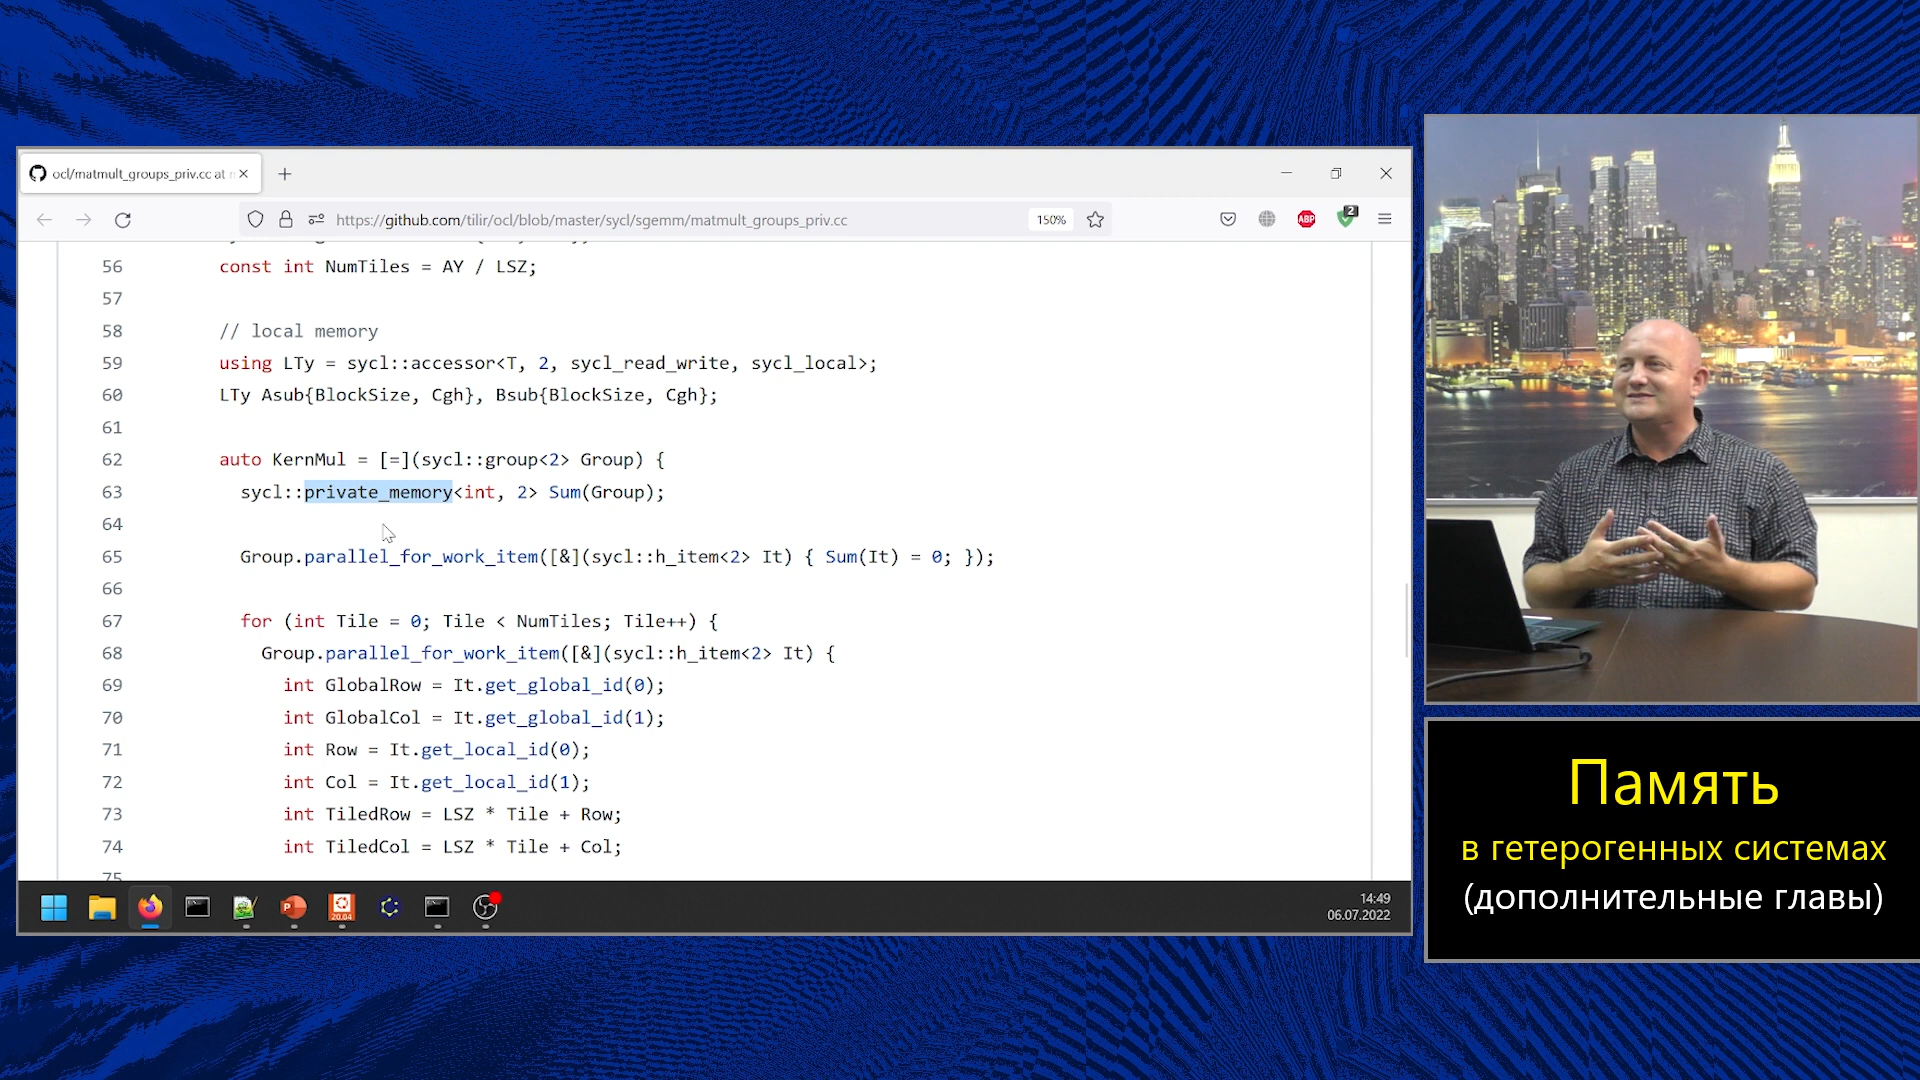 ocl/matmult_groups_priv.cc at
https://github.com/tilir/ocl/blob/master/sycl/sgemm/matmult_groups_priv.cc
150%
ABP
2
56 const int NumTiles = AY / LSZ;
57
58 // local memory
59 using LTy = sycl::accessor<T, 2, sycl_read_write, sycl_local>;
60 LTy Asub{BlockSize, Cgh}, Bsub{BlockSize, Cgh};
61
62 auto KernMul = [=](sycl::group<2> Group) {
63 sycl::private_memory<int, 2> Sum(Group);
64
65 Group.parallel_for_work_item([&](sycl::h_item<2> It) { Sum(It) = 0; });
66
67 for (int Tile = 0; Tile < NumTiles; Tile++) {
68 Group.parallel_for_work_item([&](sycl::h_item<2> It) {
69 int GlobalRow = It.get_global_id(0);
70 int GlobalCol = It.get_global_id(1);
71 int Row = It.get_local_id(0);
72 int Col = It.get_local_id(1);
73 int TiledRow = LSZ * Tile + Row;
74 int TiledCol = LSZ * Tile + Col;
75
P
20.04
14:49
06.07.2022
Память
в гетерогенных системах
(дополнительные главы)